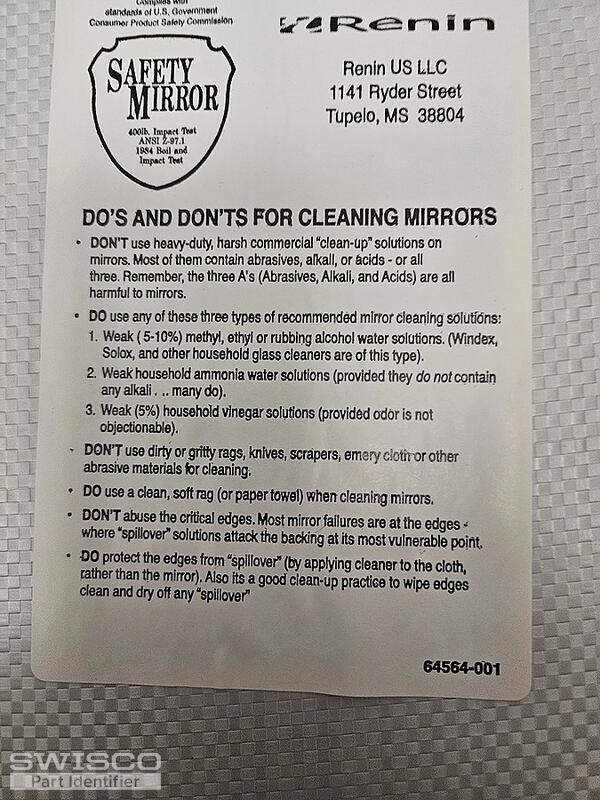 Complies with
standards of U.S. Government
Consumer Product Safety Commission
Renin
SAFETY
MIRROR
400lb. Impact Test
ANSI Z-97.1
1984 Boil and
Impact Test
Renin US LLC
1141 Ryder Street
Tupelo, MS 38804
DO'S AND DON'TS FOR CLEANING MIRRORS
• DON'T use heavy-duty, harsh commercial "clean-up" solutions on
mirrors. Most of them contain abrasives, alkali, or acids - or all
three. Remember, the three A's (Abrasives, Alkali, and Acids) are all
harmful to mirrors.
• DO use any of these three types of recommended mirror cleaning solutions:
1. Weak ( 5-10%) methyl, ethyl or rubbing alcohol water solutions. (Windex,
Solox, and other household glass cleaners are of this type).
2. Weak household ammonia water solutions (provided they do not contain
any alkali . . . many do).
3. Weak (5%) household vinegar solutions (provided odor is not
objectionable).
• DON'T use dirty or gritty rags, knives, scrapers, emery cloth or other
abrasive materials for cleaning.
• DO use a clean, soft rag (or paper towel) when cleaning mirrors.
• DON'T abuse the critical edges. Most mirror failures are at the edges -
where "spillover" solutions attack the backing at its most vulnerable point.
• DO protect the edges from "spillover" (by applying cleaner to the cloth,
rather than the mirror). Also its a good clean-up practice to wipe edges
clean and dry off any "spillover"
64564-001
SWISCO
Part Identifier